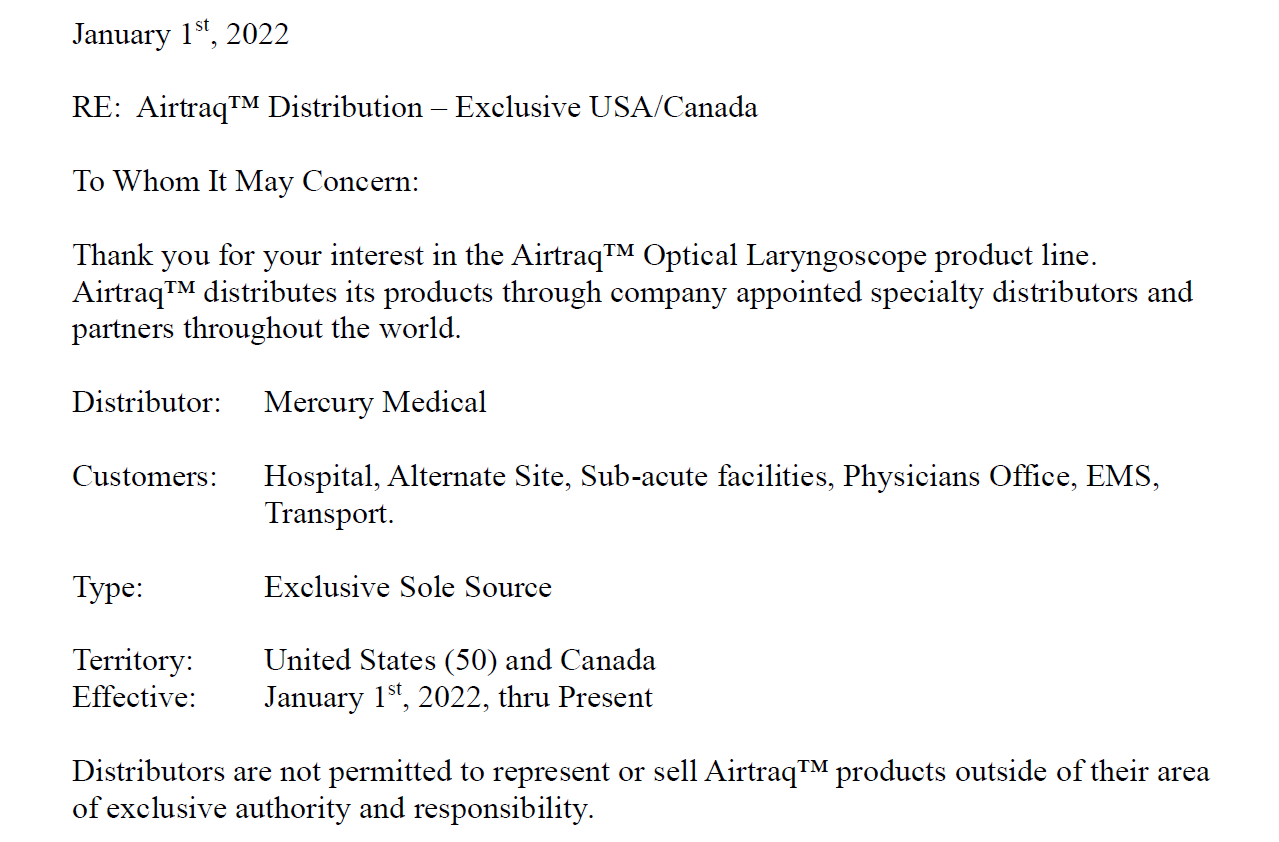 January 1st, 2022
RE: Airtraq™ Distribution – Exclusive USA/Canada
To Whom It May Concern:
Thank you for your interest in the Airtraq™ Optical Laryngoscope product line.
Airtraq™ distributes its products through company appointed specialty distributors and
partners throughout the world.
Distributor: Mercury Medical
Customers: Hospital, Alternate Site, Sub-acute facilities, Physicians Office, EMS,
Transport.
Type: Exclusive Sole Source
Territory: United States (50) and Canada
Effective: January 1st, 2022, thru Present
Distributors are not permitted to represent or sell Airtraq™ products outside of their area
of exclusive authority and responsibility.